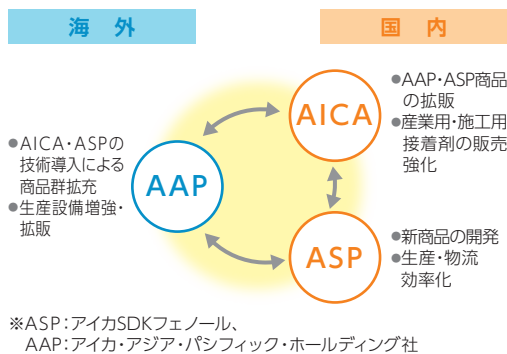 海外
国内
AICA
●AAP・ASP商品
の拡販
●産業用・施工用
接着剤の販売
強化
●AICA・ASPの
技術導入による
商品群拡充
●生産設備増強・
拡販
AAP
ASP
●新商品の開発
●生産・物流
効率化
※ASP：アイカSDKフェノール、
AAP：アイカ・アジア・パシフィック・ホールディング社